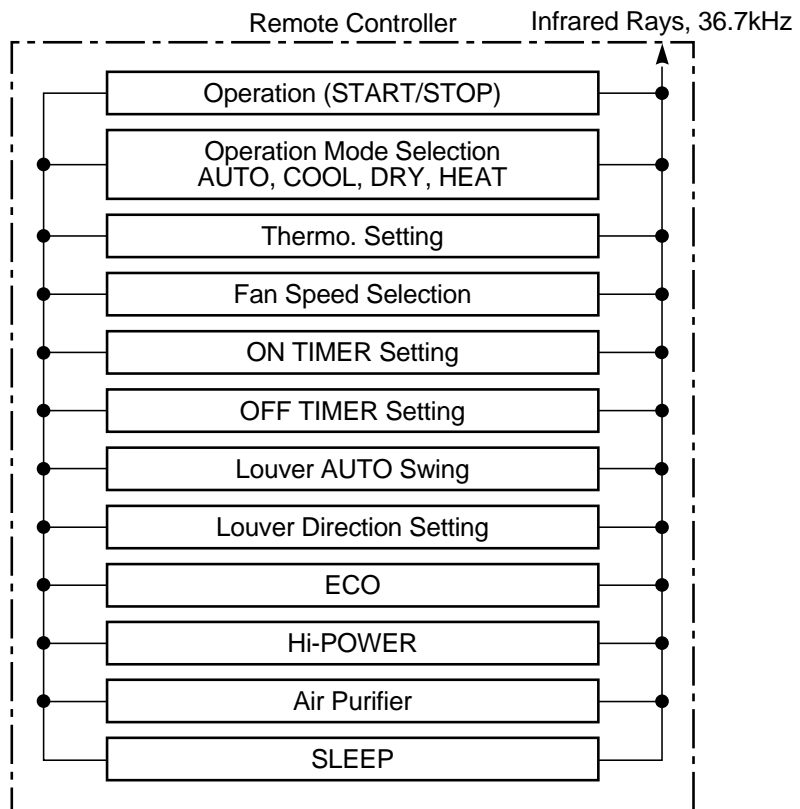 Remote Controller
Infrared Rays, 36.7kHz
Operation (START/STOP)
Operation Mode Selection
AUTO, COOL, DRY, HEAT
Thermo. Setting
Fan Speed Selection
ON TIMER Setting
OFF TIMER Setting
Louver AUTO Swing
Louver Direction Setting
ECO
Hi-POWER
Air Purifier
SLEEP